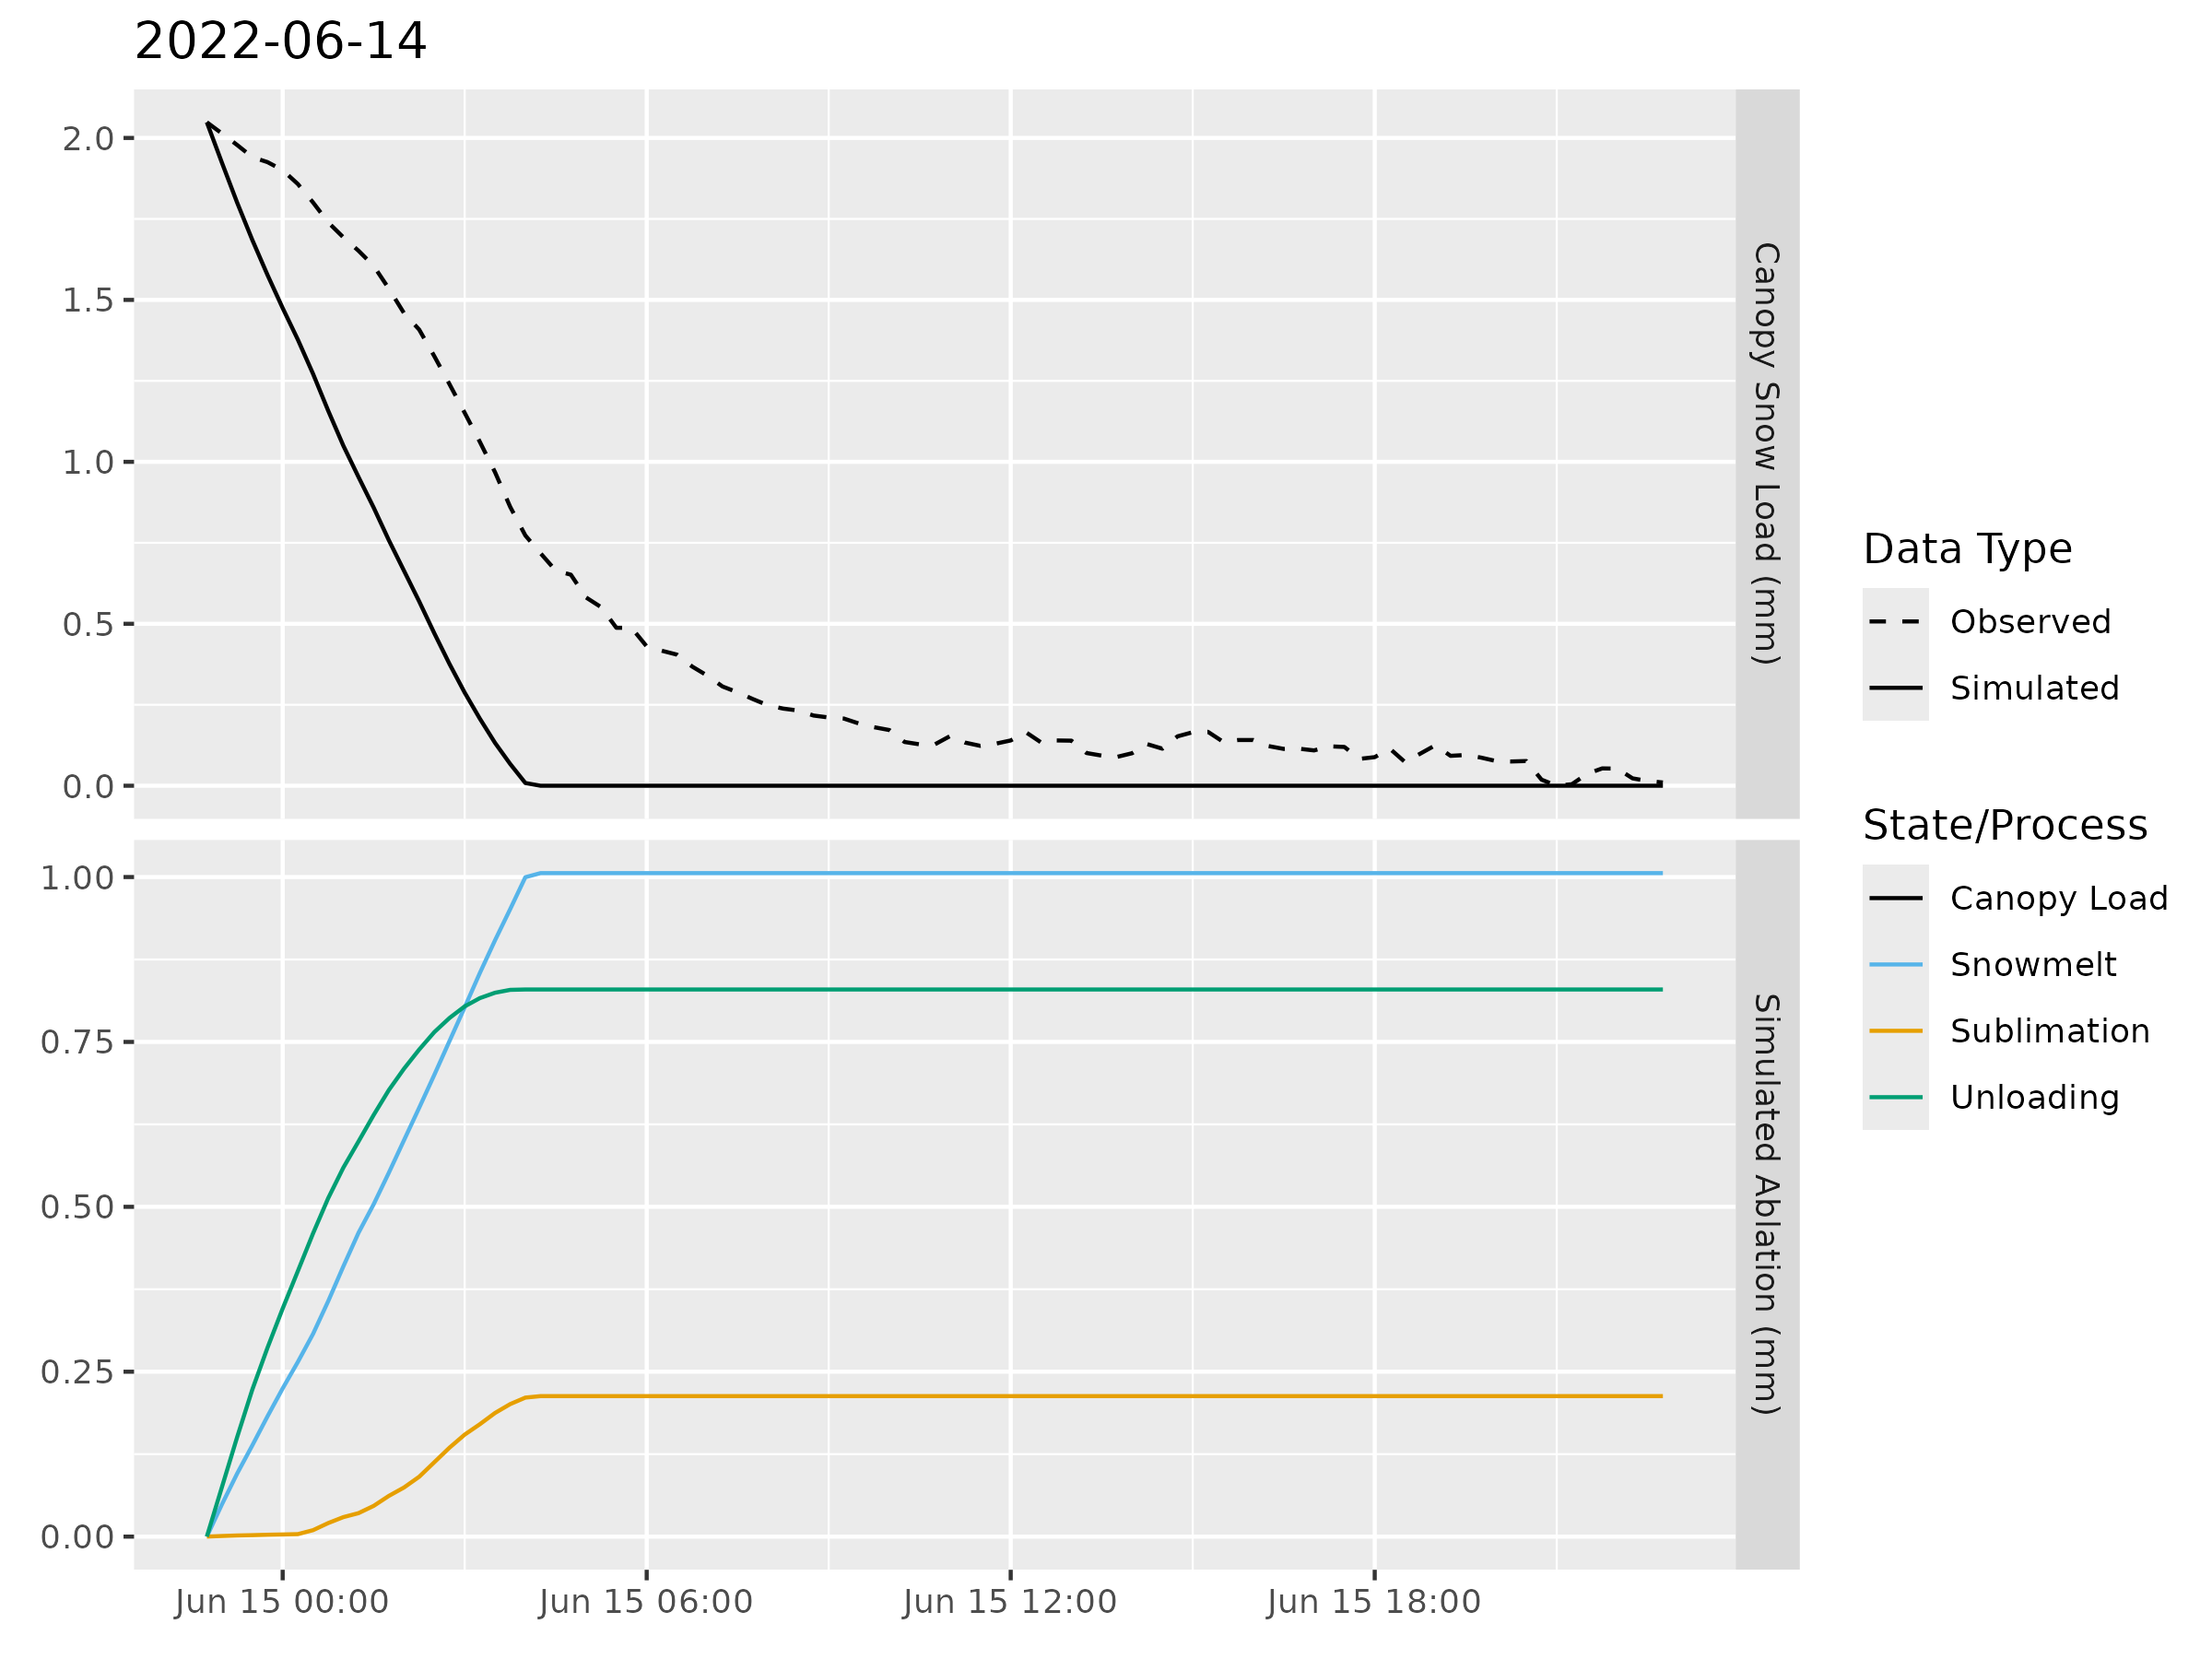 2022-06-14
2.0
1.5
1.0
0.5
0.0
Canopy Snow Load (mm)
1.00
0.75
0.50
0.25
0.00
Simulated Ablation (mm)
Jun 15 00:00
Jun 15 06:00
Jun 15 12:00
Jun 15 18:00
Data Type
Observed
Simulated
State/Process
Canopy Load
Snowmelt
Sublimation
Unloading